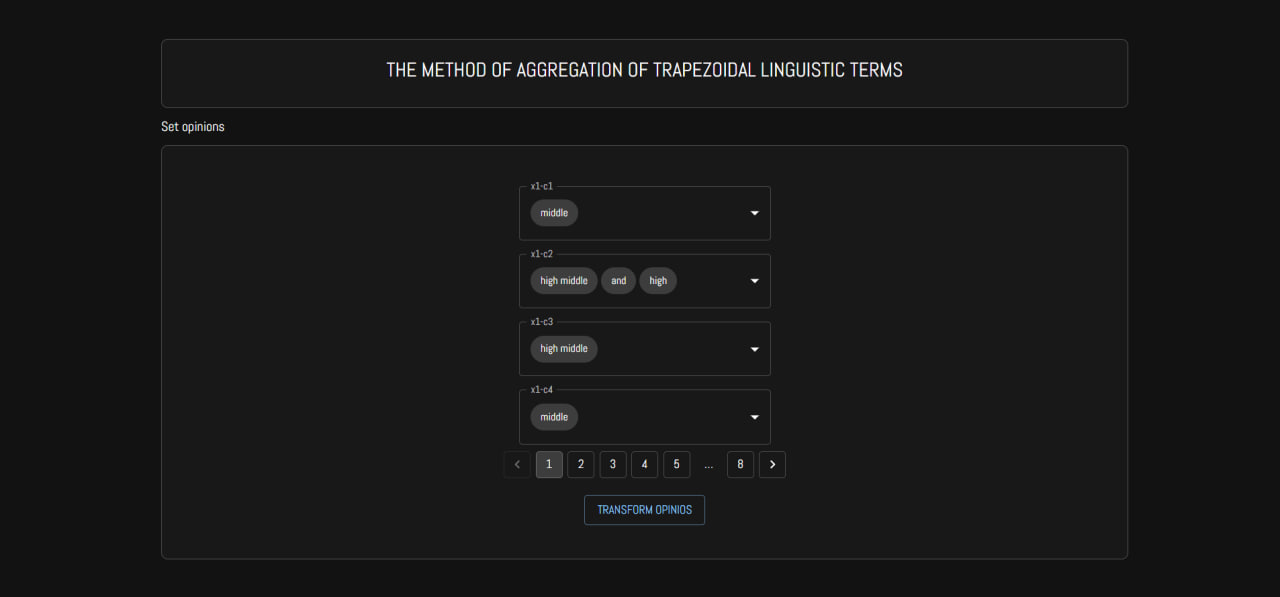 THE METHOD OF AGGREGATION OF TRAPEZOIDAL LINGUISTIC TERMS
Set opinions
x1-c1
middle
x1-c2
high middle and high
x1-c3
high middle
x1-c4
middle
1 2 3 4 5 ... 8
TRANSFORM OPINIOS